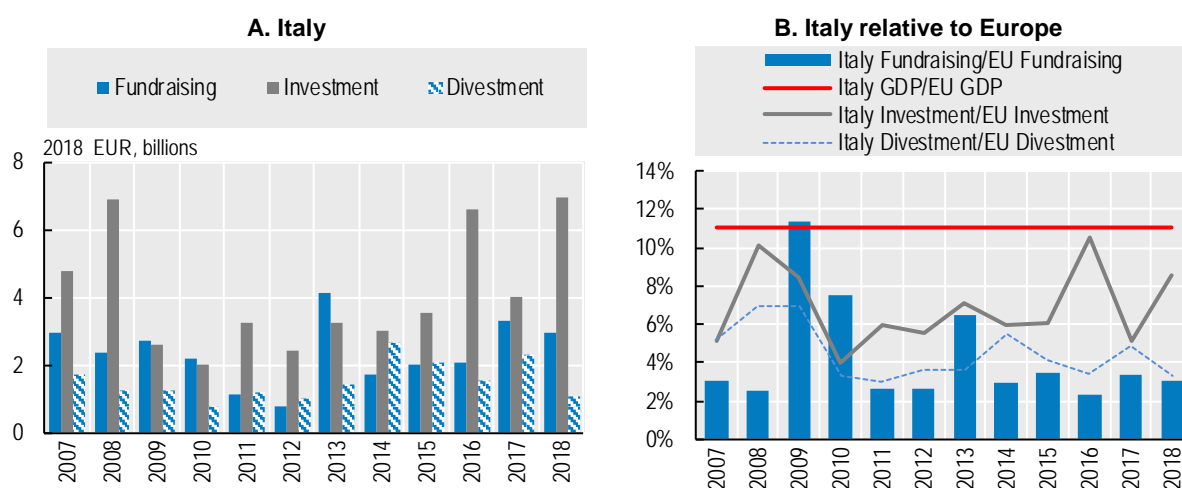 A. Italy
Fundraising Investment Divestment
2018 EUR, billions
8
6
4
2
0
2007 2008 2009 2010 2011 2012 2013 2014 2015 2016 2017 2018
B. Italy relative to Europe
Italy Fundraising/EU Fundraising
Italy GDP/EU GDP
Italy Investment/EU Investment
Italy Divestment/EU Divestment
14%
12%
10%
8%
6%
4%
2%
0%
2007 2008 2009 2010 2011 2012 2013 2014 2015 2016 2017 2018